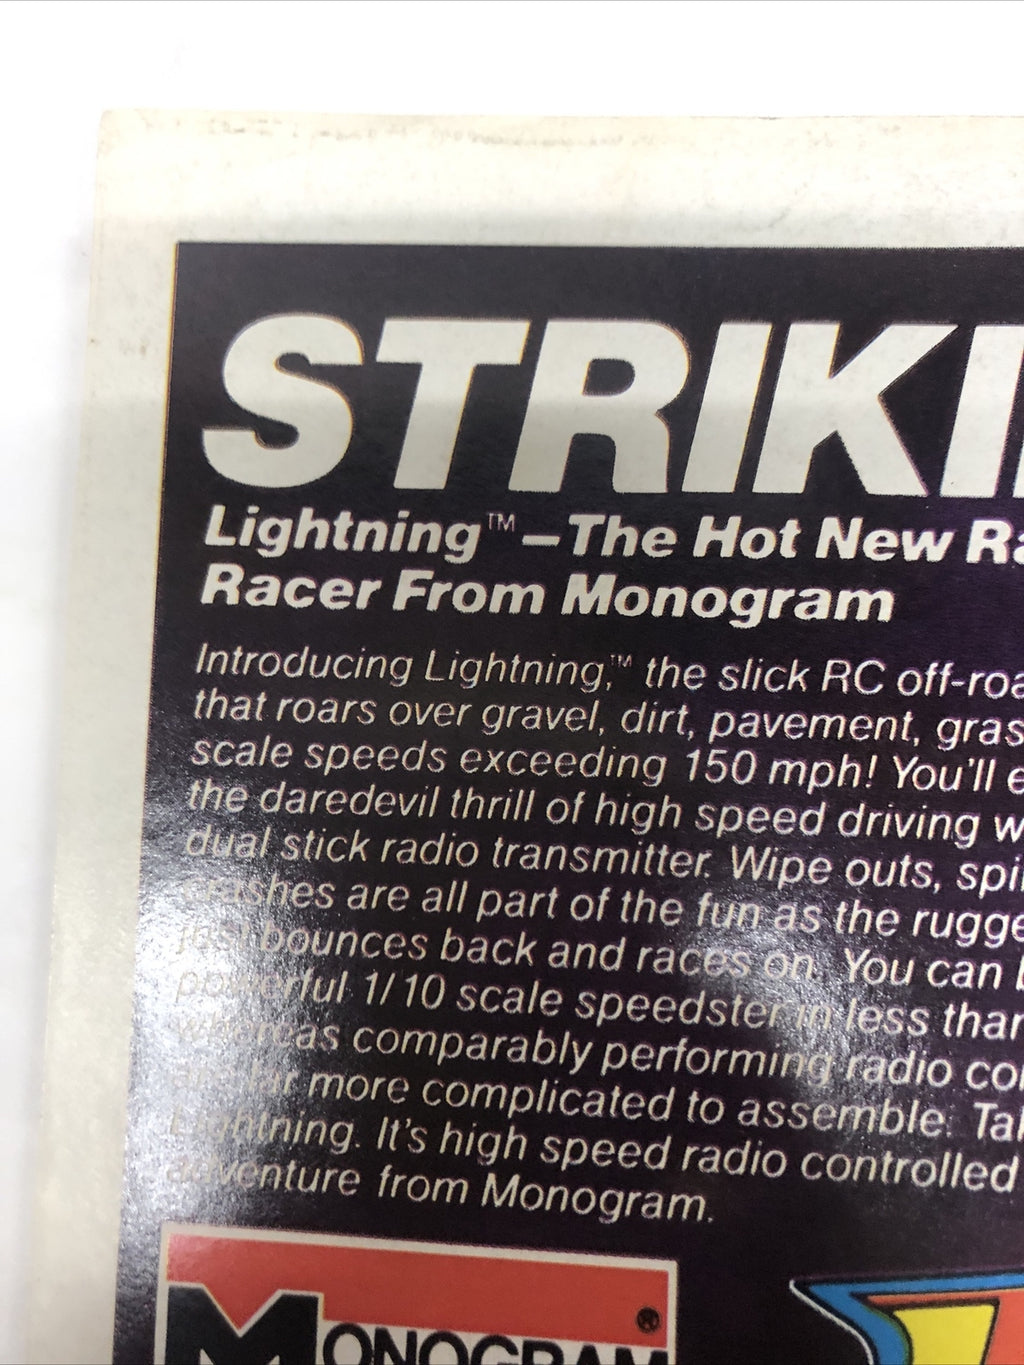 STRIKI
Lightning™–The Hot New Ra
Racer From Monogram
Introducing Lightning,™ the slick RC off-roa
that roars over gravel, dirt, pavement, gras
scale speeds exceeding 150 mph! You'll e
the daredevil thrill of high speed driving w
dual stick radio transmitter. Wipe outs, spi
crashes are all part of the fun as the rugge
just bounces back and races on. You can b
powerful 1/10 scale speedster in less than
whereas comparably performing radio co
are far more complicated to assemble. Tak
Lightning. It's high speed radio controlled
adventure from Monogram.
MONOGRAM®